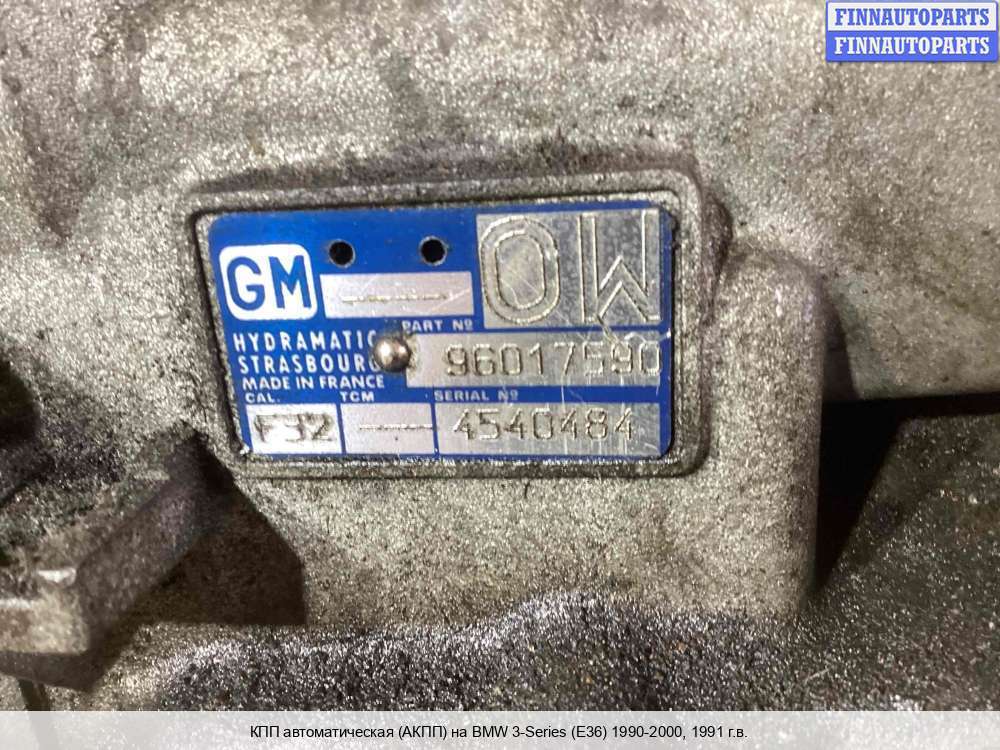 FINNAUTOPARTS
FINNAUTOPARTS
GM
OW
PART Nº
HYDRAMATIC
STRASBOURG
96017590
MADE IN FRANCE
CAL. TCM SERIAL Nº
F92 4540484
КПП автоматическая (АКПП) на BMW 3-Series (E36) 1990-2000, 1991 г.в.